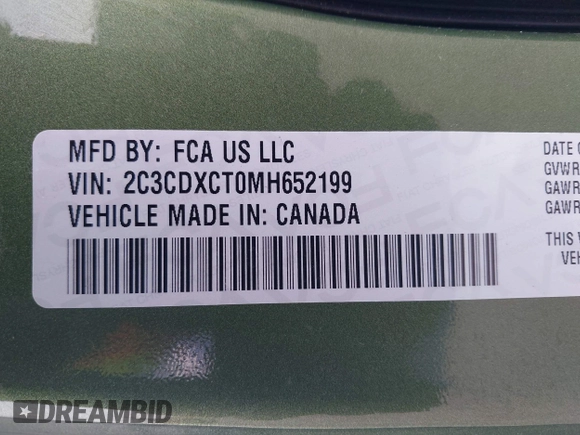 MFD BY: FCA US LLC
VIN: 2C3CDXCT0MH652199
VEHICLE MADE IN: CANADA
DATE O
GVWR
GAWR
GAWR
THIS V
VEH
DREAMBID